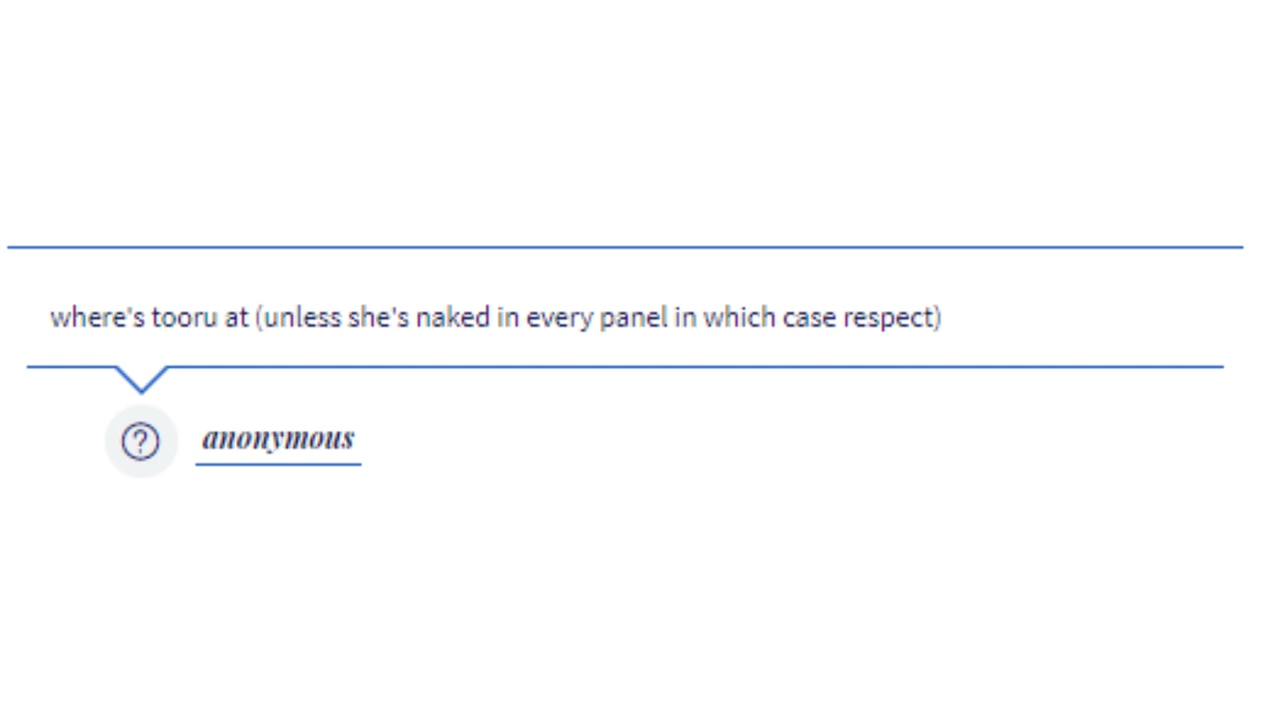 where's tooru at (unless she's naked in every panel in which case respect)
anonymous